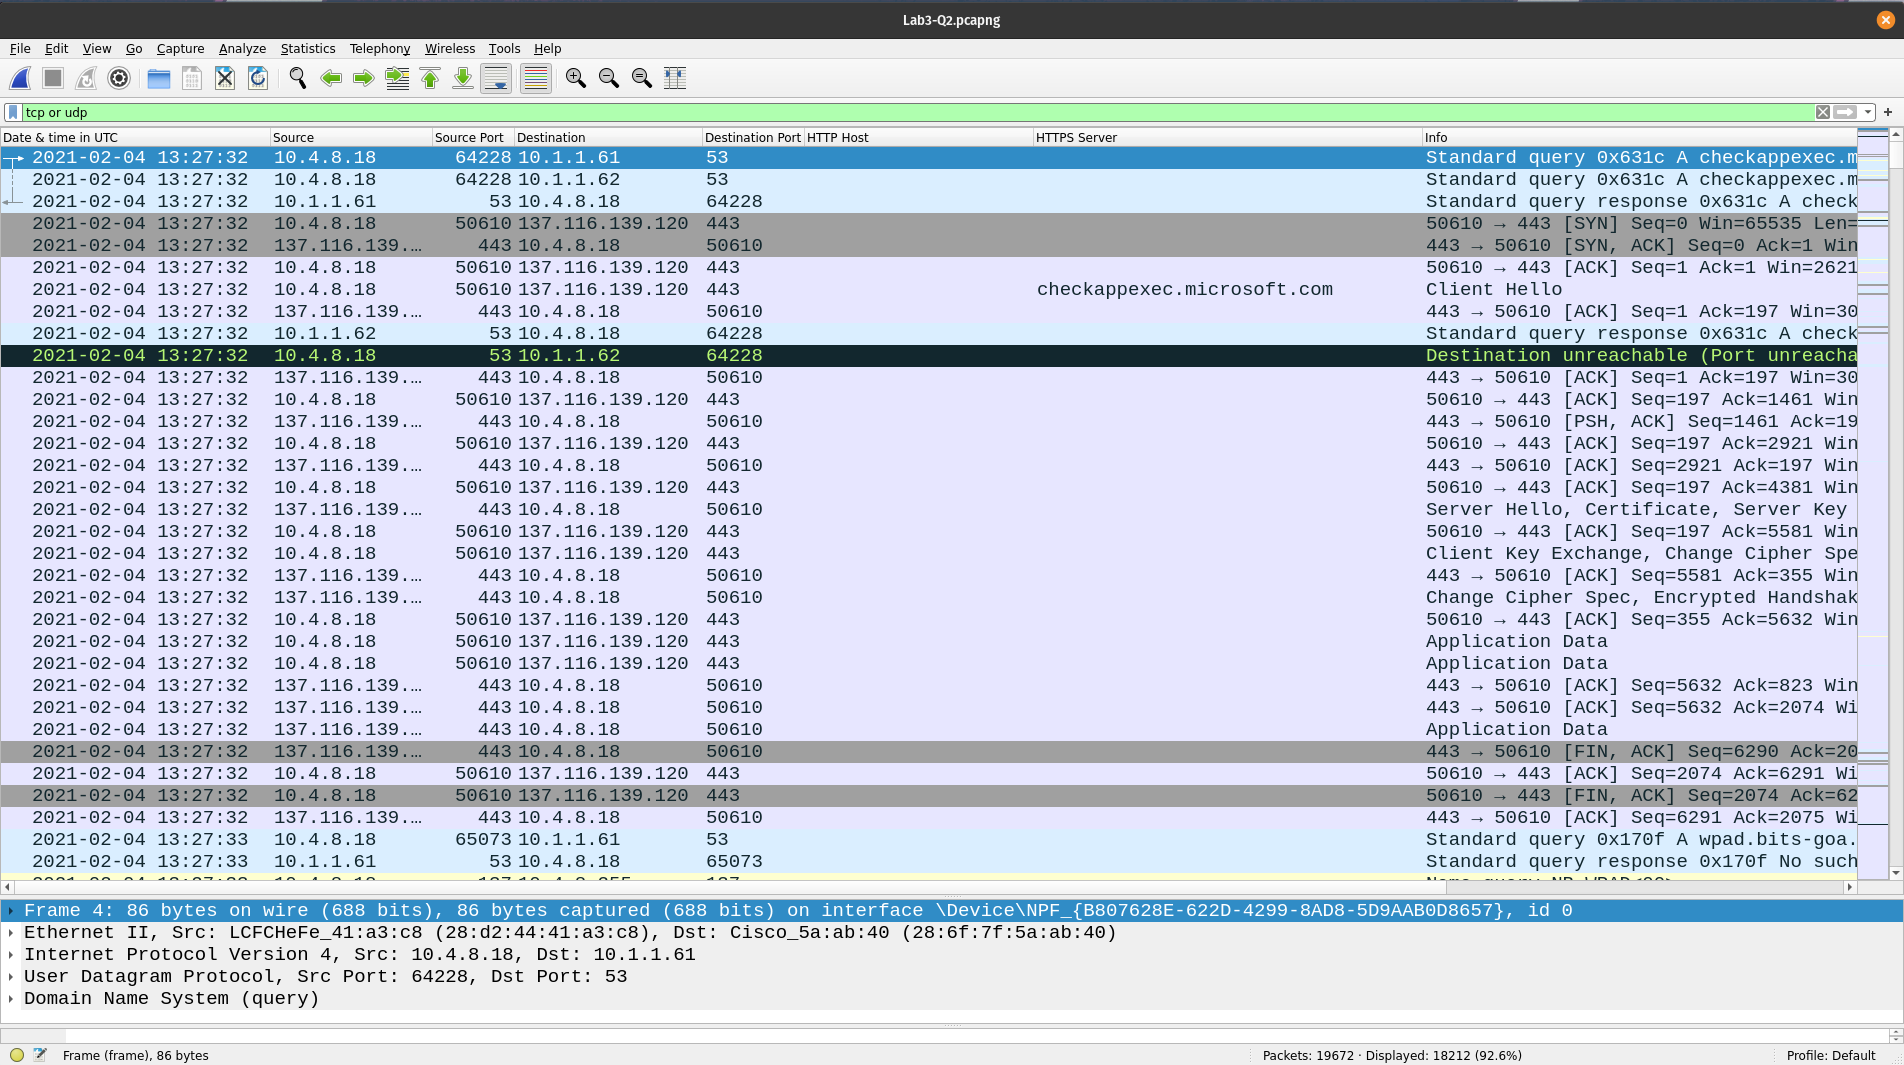 Lab3-Q2.pcapng
File Edit View Go Capture Analyze Statistics Telephony Wireless Tools Help
tcp or udp
Date & time in UTC Source Source Port Destination Destination Port HTTP Host HTTPS Server Info
2021-02-04 13:27:32 10.4.8.18 64228 10.1.1.61 53 Standard query 0x631c A checkappexec.m
2021-02-04 13:27:32 10.4.8.18 64228 10.1.1.62 53 Standard query 0x631c A checkappexec.m
2021-02-04 13:27:32 10.1.1.61 53 10.4.8.18 64228 Standard query response 0x631c A check
2021-02-04 13:27:32 10.4.8.18 50610 137.116.139.120 443 50610 → 443 [SYN] Seq=0 Win=65535 Len=
2021-02-04 13:27:32 137.116.139.… 443 10.4.8.18 50610 443 → 50610 [SYN, ACK] Seq=0 Ack=1 Win
2021-02-04 13:27:32 10.4.8.18 50610 137.116.139.120 443 50610 → 443 [ACK] Seq=1 Ack=1 Win=2621
2021-02-04 13:27:32 10.4.8.18 50610 137.116.139.120 443 checkappexec.microsoft.com Client Hello
2021-02-04 13:27:32 137.116.139.… 443 10.4.8.18 50610 443 → 50610 [ACK] Seq=1 Ack=197 Win=30
2021-02-04 13:27:32 10.1.1.62 53 10.4.8.18 64228 Standard query response 0x631c A check
2021-02-04 13:27:32 10.4.8.18 53 10.1.1.62 64228 Destination unreachable (Port unreacha
2021-02-04 13:27:32 137.116.139.… 443 10.4.8.18 50610 443 → 50610 [ACK] Seq=1 Ack=197 Win=30
2021-02-04 13:27:32 10.4.8.18 50610 137.116.139.120 443 50610 → 443 [ACK] Seq=197 Ack=1461 Win
2021-02-04 13:27:32 137.116.139.… 443 10.4.8.18 50610 443 → 50610 [PSH, ACK] Seq=1461 Ack=19
2021-02-04 13:27:32 10.4.8.18 50610 137.116.139.120 443 50610 → 443 [ACK] Seq=197 Ack=2921 Win
2021-02-04 13:27:32 137.116.139.… 443 10.4.8.18 50610 443 → 50610 [ACK] Seq=2921 Ack=197 Win
2021-02-04 13:27:32 10.4.8.18 50610 137.116.139.120 443 50610 → 443 [ACK] Seq=197 Ack=4381 Win
2021-02-04 13:27:32 137.116.139.… 443 10.4.8.18 50610 Server Hello, Certificate, Server Key
2021-02-04 13:27:32 10.4.8.18 50610 137.116.139.120 443 50610 → 443 [ACK] Seq=197 Ack=5581 Win
2021-02-04 13:27:32 10.4.8.18 50610 137.116.139.120 443 Client Key Exchange, Change Cipher Spe
2021-02-04 13:27:32 137.116.139.… 443 10.4.8.18 50610 443 → 50610 [ACK] Seq=5581 Ack=355 Win
2021-02-04 13:27:32 137.116.139.… 443 10.4.8.18 50610 Change Cipher Spec, Encrypted Handshak
2021-02-04 13:27:32 10.4.8.18 50610 137.116.139.120 443 50610 → 443 [ACK] Seq=355 Ack=5632 Win
2021-02-04 13:27:32 10.4.8.18 50610 137.116.139.120 443 Application Data
2021-02-04 13:27:32 10.4.8.18 50610 137.116.139.120 443 Application Data
2021-02-04 13:27:32 137.116.139.… 443 10.4.8.18 50610 443 → 50610 [ACK] Seq=5632 Ack=823 Win
2021-02-04 13:27:32 137.116.139.… 443 10.4.8.18 50610 443 → 50610 [ACK] Seq=5632 Ack=2074 Wi
2021-02-04 13:27:32 137.116.139.… 443 10.4.8.18 50610 Application Data
2021-02-04 13:27:32 137.116.139.… 443 10.4.8.18 50610 443 → 50610 [FIN, ACK] Seq=6290 Ack=20
2021-02-04 13:27:32 10.4.8.18 50610 137.116.139.120 443 50610 → 443 [ACK] Seq=2074 Ack=6291 Wi
2021-02-04 13:27:32 10.4.8.18 50610 137.116.139.120 443 50610 → 443 [FIN, ACK] Seq=2074 Ack=62
2021-02-04 13:27:32 137.116.139.… 443 10.4.8.18 50610 443 → 50610 [ACK] Seq=6291 Ack=2075 Wi
2021-02-04 13:27:33 10.4.8.18 65073 10.1.1.61 53 Standard query 0x170f A wpad.bits-goa.
2021-02-04 13:27:33 10.1.1.61 53 10.4.8.18 65073 Standard query response 0x170f No such
Frame 4: 86 bytes on wire (688 bits), 86 bytes captured (688 bits) on interface \Device\NPF_{B807628E-622D-4299-8AD8-5D9AAB0D8657}, id 0
Ethernet II, Src: LCFCHeFe_41:a3:c8 (28:d2:44:41:a3:c8), Dst: Cisco_5a:ab:40 (28:6f:7f:5a:ab:40)
Internet Protocol Version 4, Src: 10.4.8.18, Dst: 10.1.1.61
User Datagram Protocol, Src Port: 64228, Dst Port: 53
Domain Name System (query)
Frame (frame), 86 bytes Packets: 19672 · Displayed: 18212 (92.6%) Profile: Default